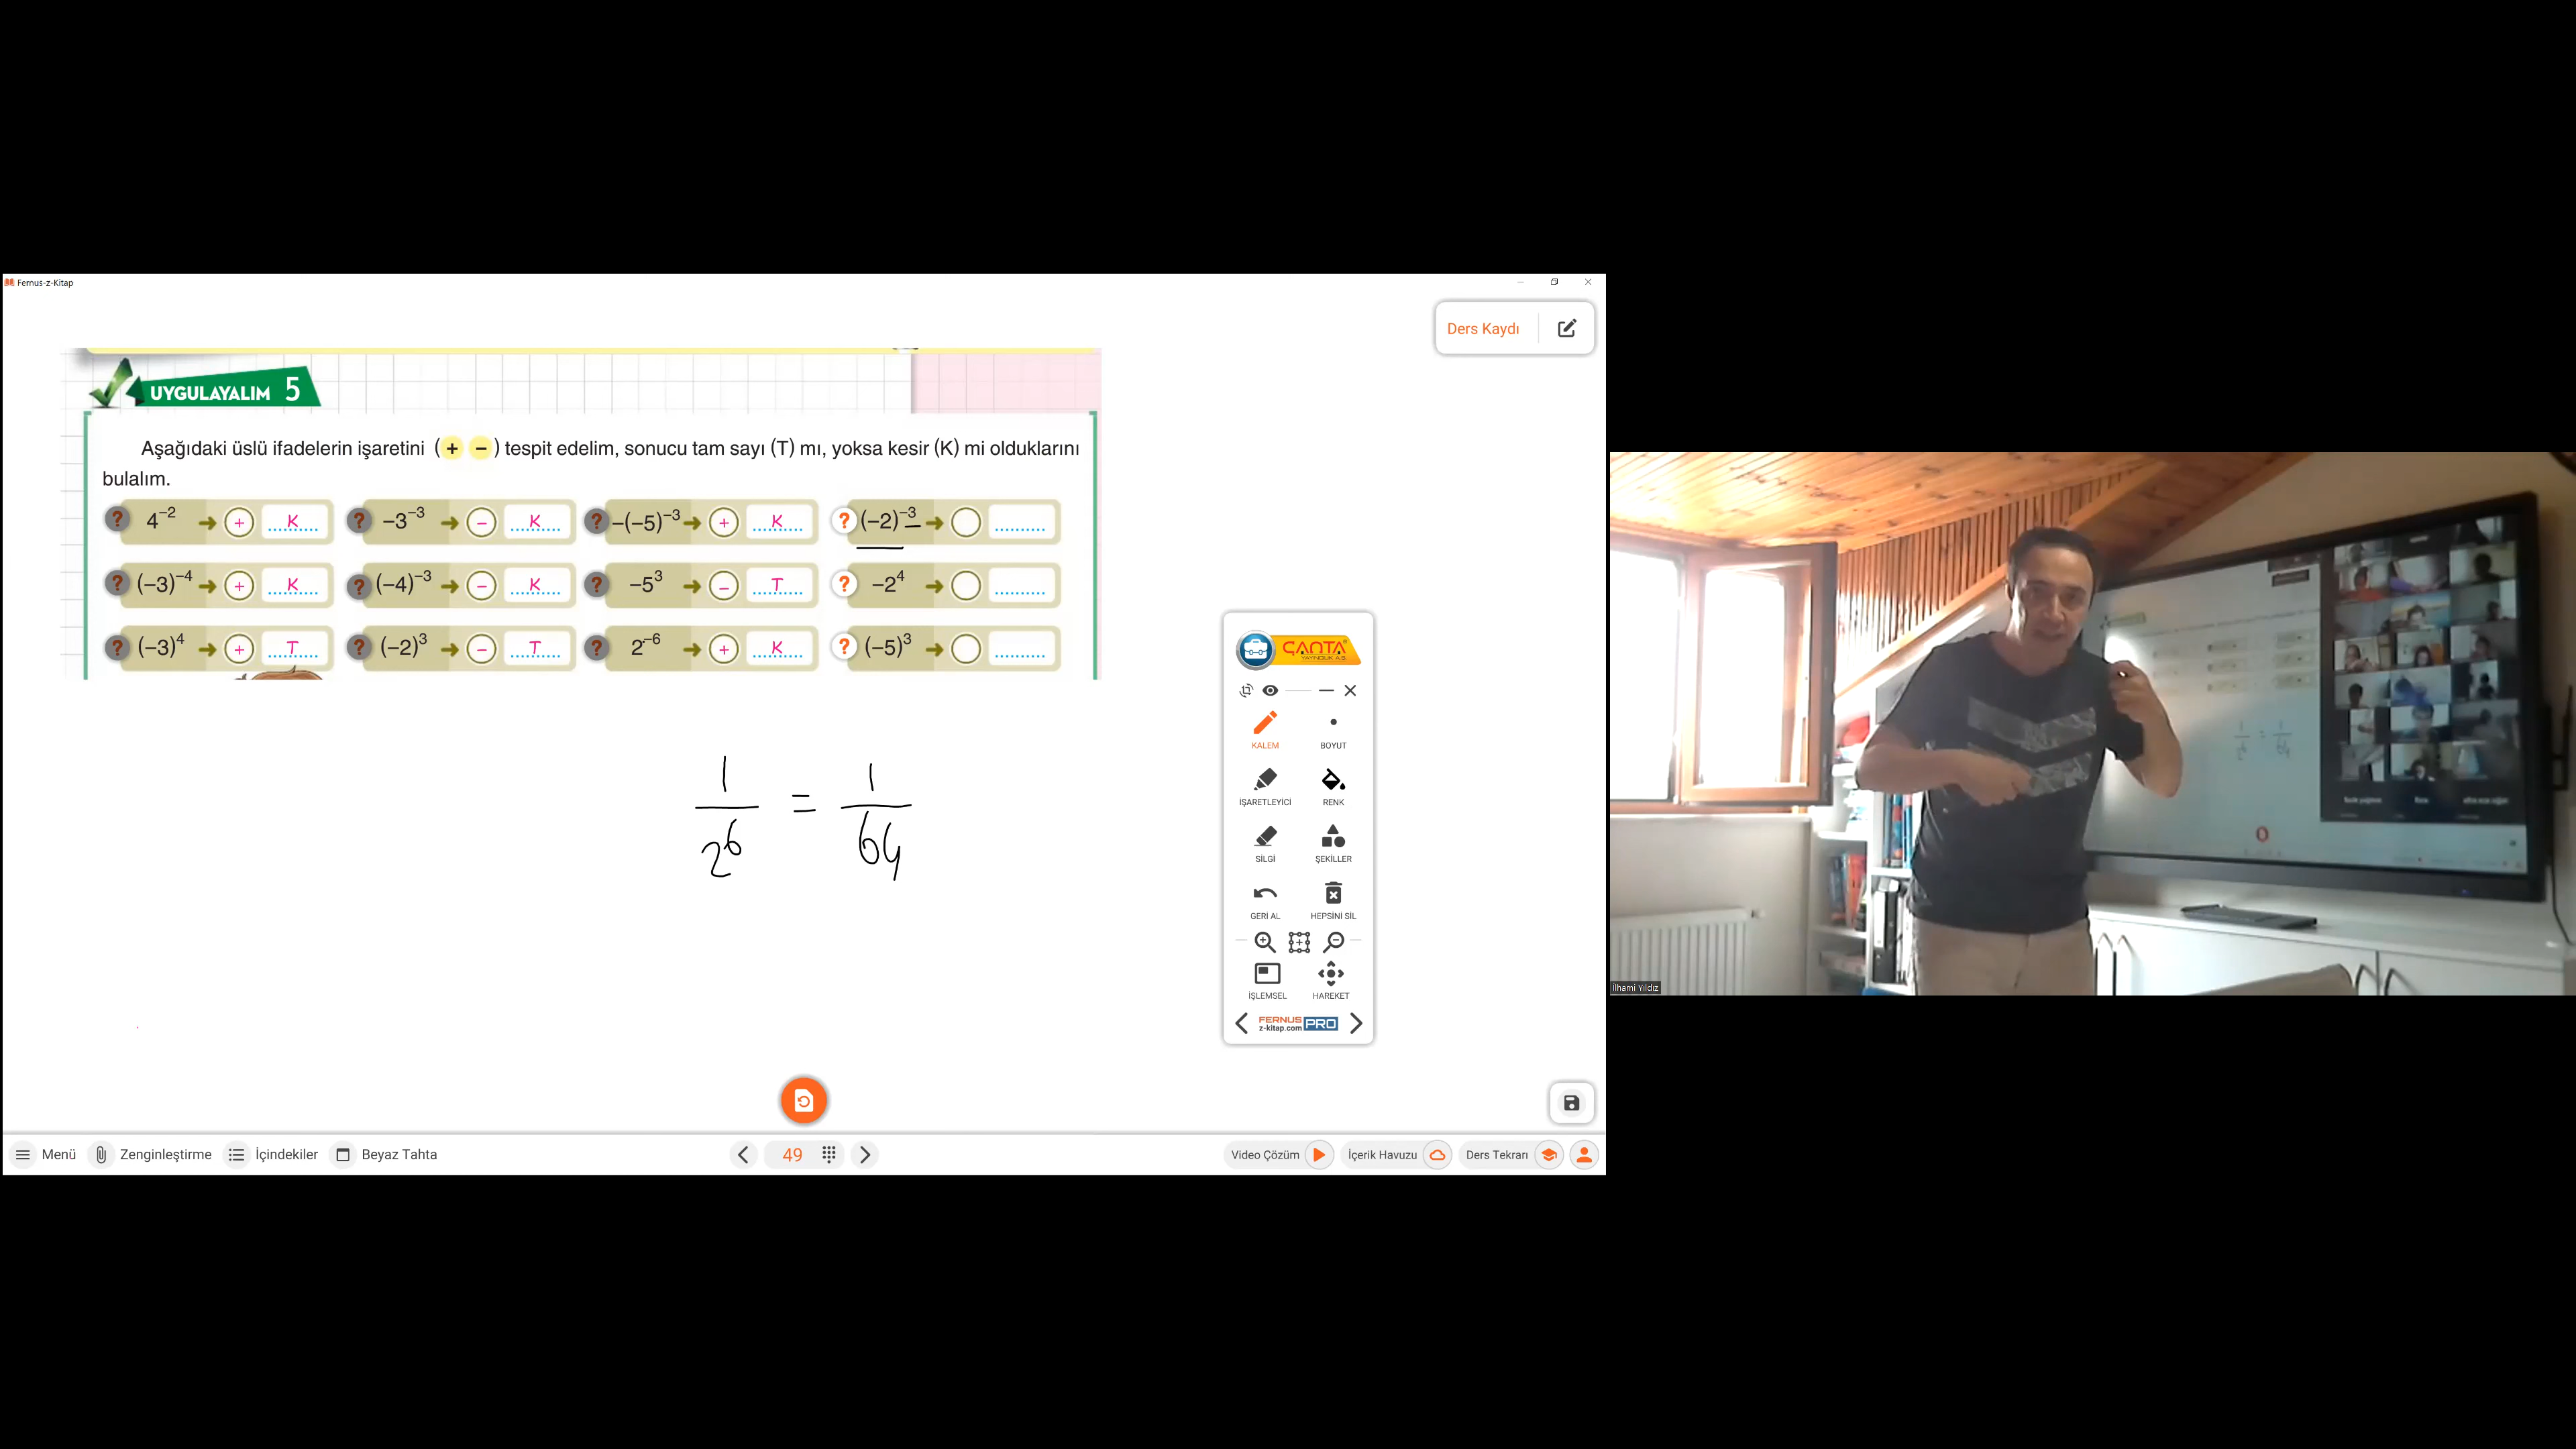 Fernus-z-Kitap
Ders Kaydı
UYGULAYALIM 5
Aşağıdaki üslü ifadelerin işaretini (+ −) tespit edelim, sonucu tam sayı (T) mı, yoksa kesir (K) mi olduklarını
bulalım.
? 4⁻² → + K ? −3⁻³ → − K ? −(−5)⁻³ → + K ? (−2)⁻³ → ..........
? (−3)⁻⁴ → + K ? (−4)⁻³ → − K ? −5³ → − T ? −2⁴ → ..........
? (−3)⁴ → + T ? (−2)³ → − T ? 2⁻⁶ → + K ? (−5)³ → ..........
1/2⁶ = 1/64
ÇANTA
YAYINCILIK A.Ş.
KALEM BOYUT
İŞARETLEYİCİ RENK
SİLGİ ŞEKİLLER
GERİ AL HEPSİNİ SİL
İŞLEMSEL HAREKET
FERNUS
z-kitap.com PRO
Menü Zenginleştirme İçindekiler Beyaz Tahta 49 Video Çözüm İçerik Havuzu Ders Tekrarı
İlhami Yıldız